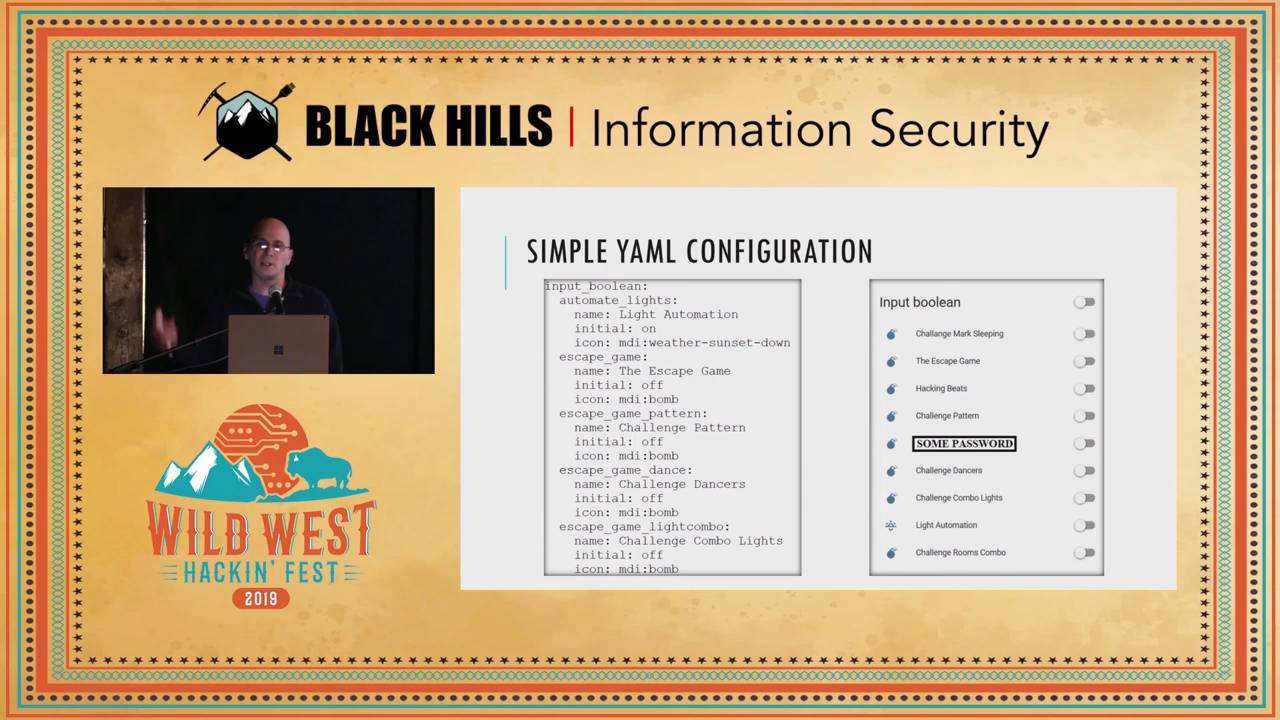 BLACK HILLS | Information Security
SIMPLE YAML CONFIGURATION
input_boolean:
automate_lights:
name: Light Automation
initial: on
icon: mdi:weather-sunset-down
escape_game:
name: The Escape Game
initial: off
icon: mdi:bomb
escape_game_pattern:
name: Challenge Pattern
initial: off
icon: mdi:bomb
escape_game_dance:
name: Challenge Dancers
initial: off
icon: mdi:bomb
escape_game_lightcombo:
name: Challenge Combo Lights
initial: off
icon: mdi:bomb
Input boolean
Challange Mark Sleeping
The Escape Game
Hacking Beats
Challenge Pattern
SOME PASSWORD
Challenge Dancers
Challenge Combo Lights
Light Automation
Challenge Rooms Combo
WILD WEST
HACKIN' FEST
2019